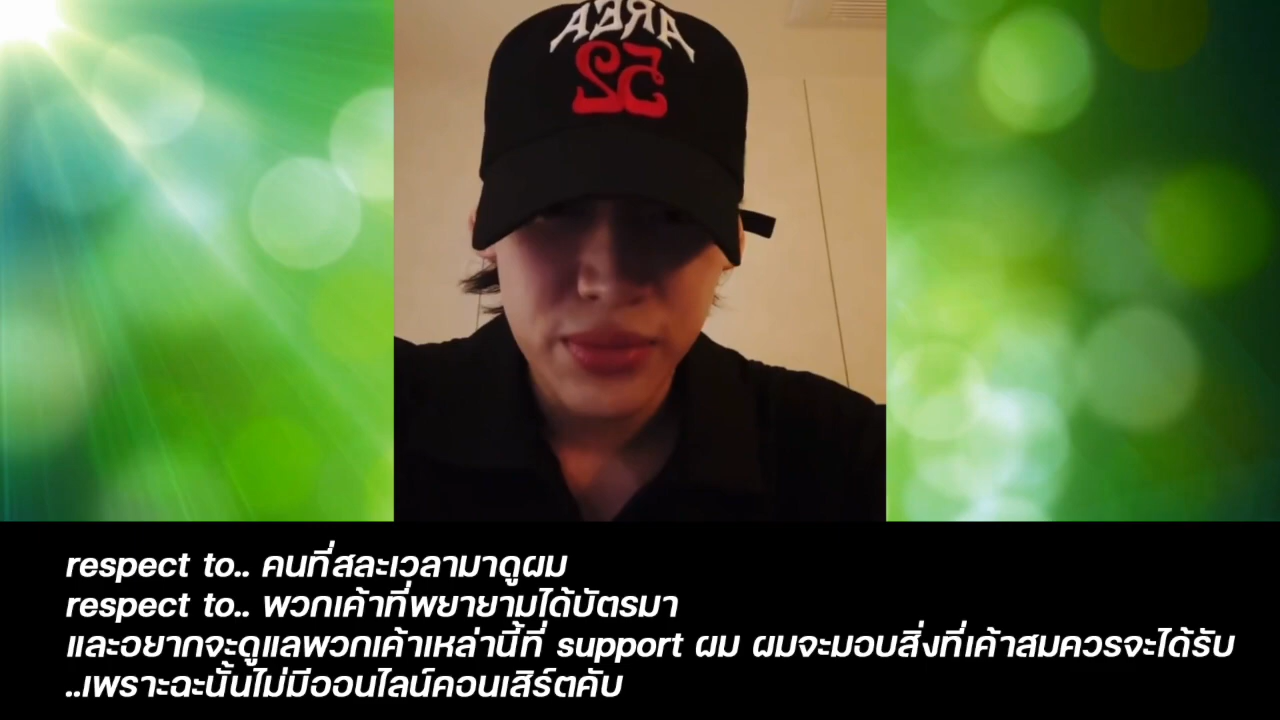 AREA
52
respect to.. คนที่สละเวลามาดูผม
respect to.. พวกเค้าที่พยายามได้บัตรมา
และอยากจะดูแลพวกเค้าเหล่านี้ที่ support ผม ผมจะมอบสิ่งที่เค้าสมควรจะได้รับ
..เพราะฉะนั้นไม่มีออนไลน์คอนเสิร์ตคับ